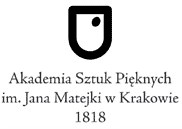 Akademia Sztuk Pięknych
im. Jana Matejki w Krakowie
1818